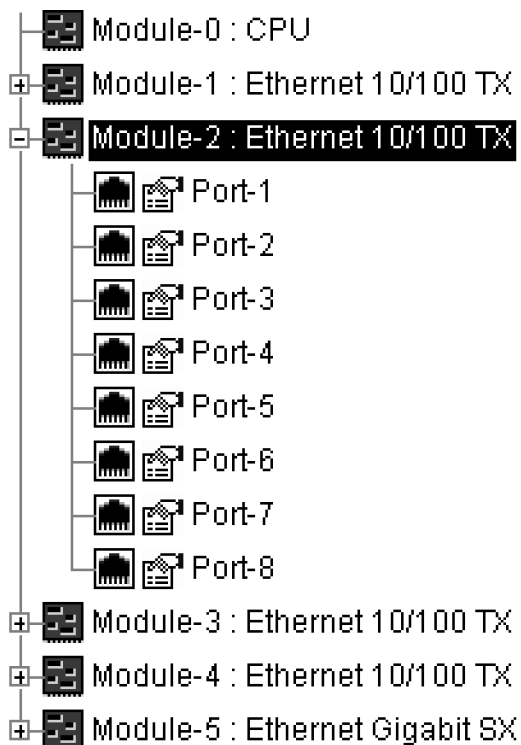 Module-0 : CPU
Module-1 : Ethernet 10/100 TX
Module-2 : Ethernet 10/100 TX
Port-1
Port-2
Port-3
Port-4
Port-5
Port-6
Port-7
Port-8
Module-3 : Ethernet 10/100 TX
Module-4 : Ethernet 10/100 TX
Module-5 : Ethernet Gigabit SX